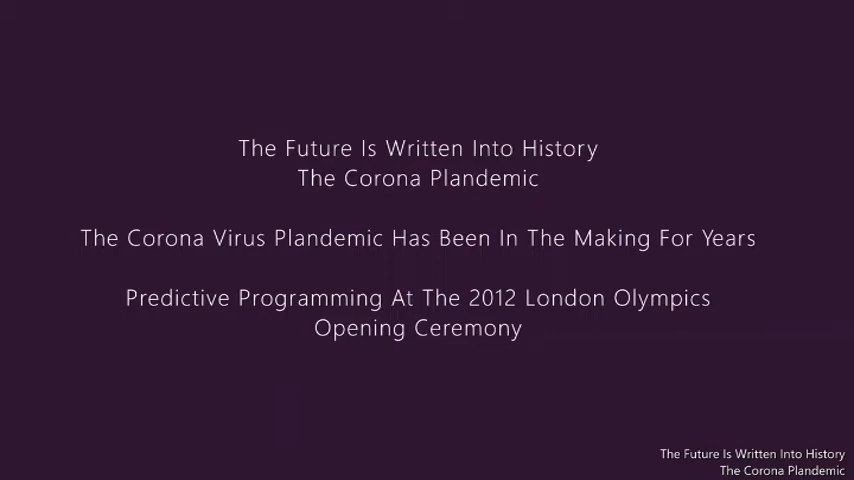 The Future Is Written Into History
The Corona Plandemic
The Corona Virus Plandemic Has Been In The Making For Years
Predictive Programming At The 2012 London Olympics
Opening Ceremony
The Future Is Written Into History
The Corona Plandemic